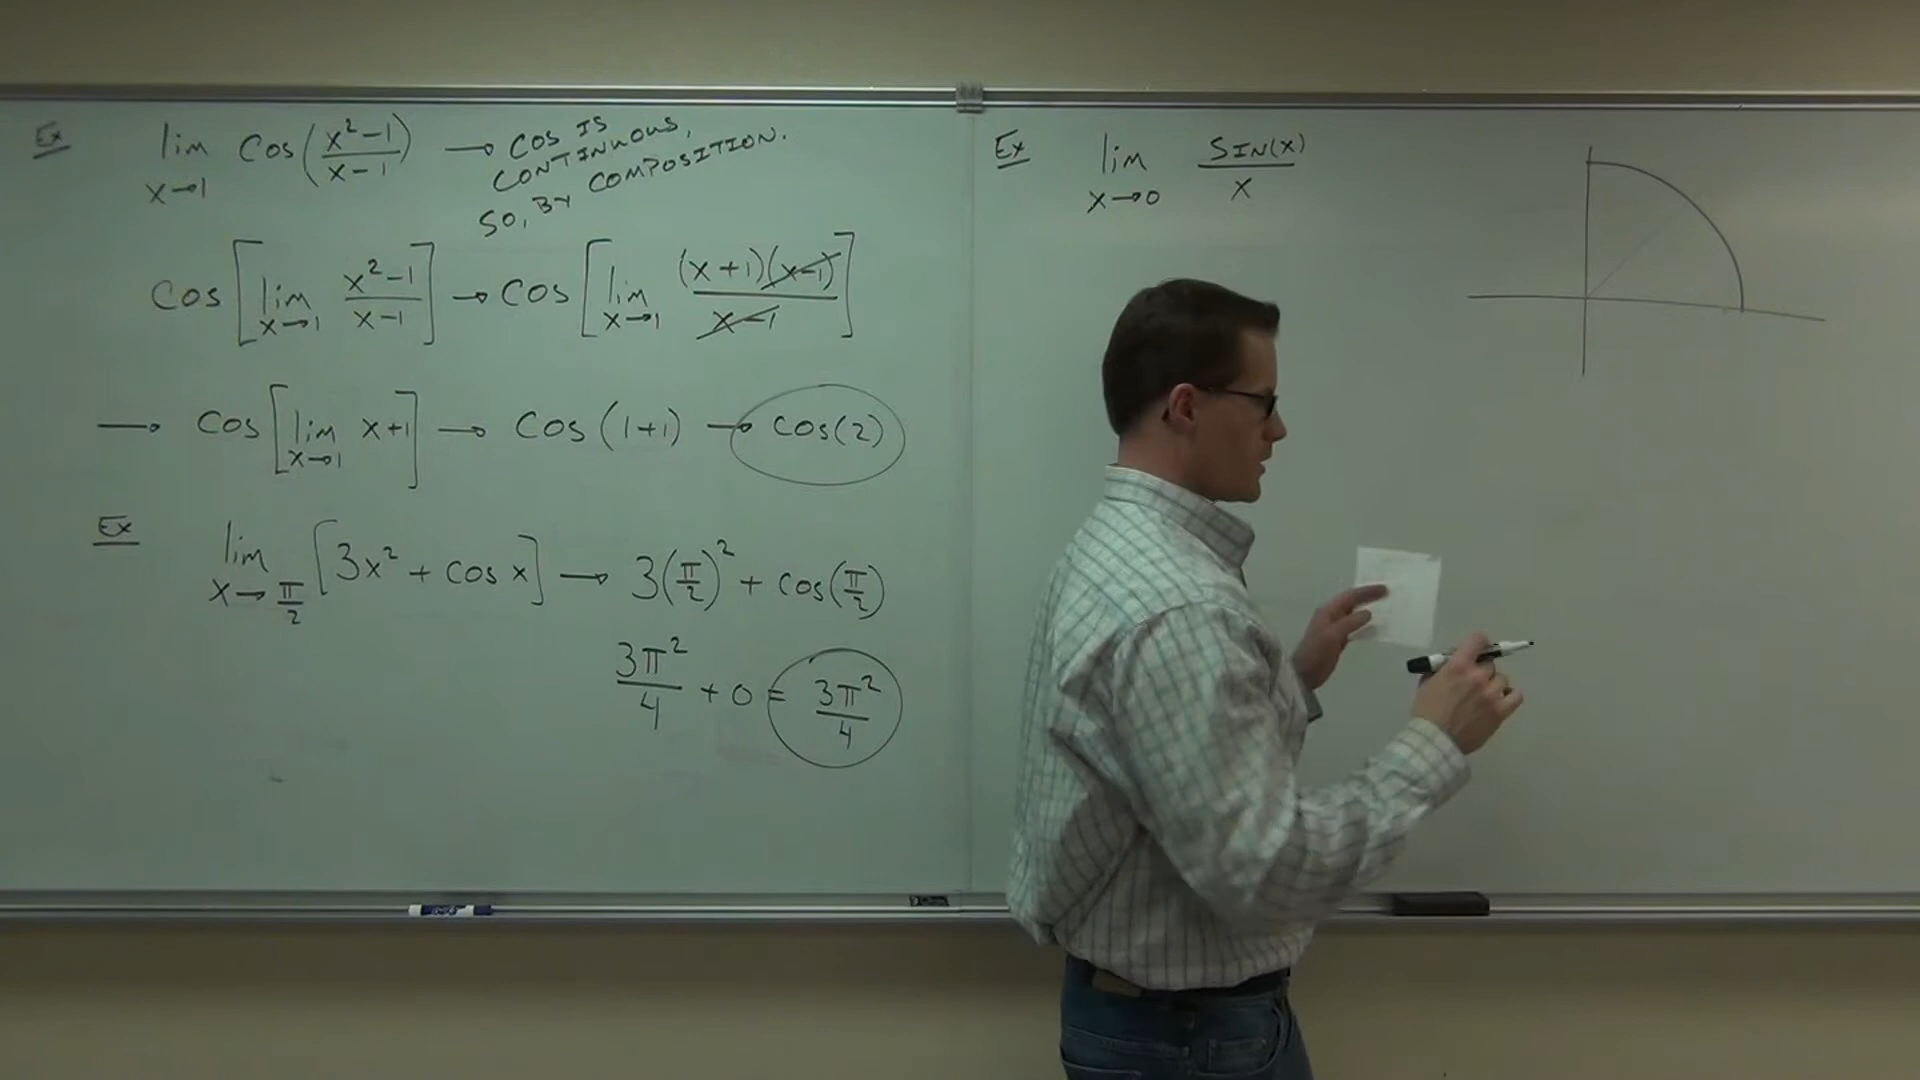 Ex lim x→1 Cos((x²-1)/(x-1)) → COS IS
CONTINUOUS,
SO, BY COMPOSITION.
Cos[lim x→1 (x²-1)/(x-1)] → Cos[lim x→1 (x+1)(x-1)/(x-1)]
→ Cos[lim x→1 x+1] → Cos(1+1) → Cos(2)
Ex lim x→π/2 [3x² + cos x] → 3(π/2)² + cos(π/2)
3π²/4 + 0 = 3π²/4
Ex lim x→0 SIN(x)/x